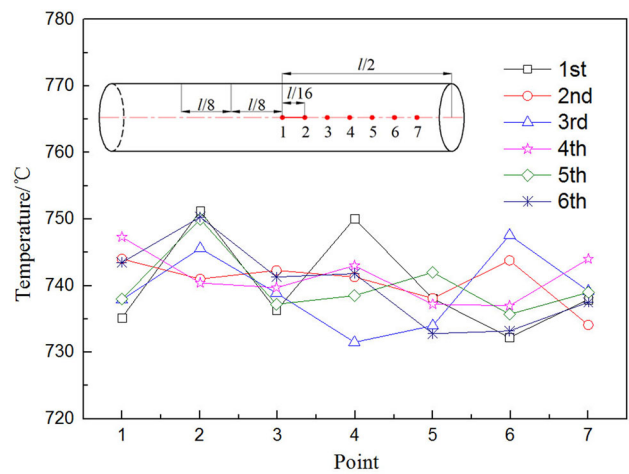 780
770
760
750
740
730
720
Temperature/℃
l/2
l/16
l/8
l/8
1 2 3 4 5 6 7
1st
2nd
3rd
4th
5th
6th
1 2 3 4 5 6 7
Point